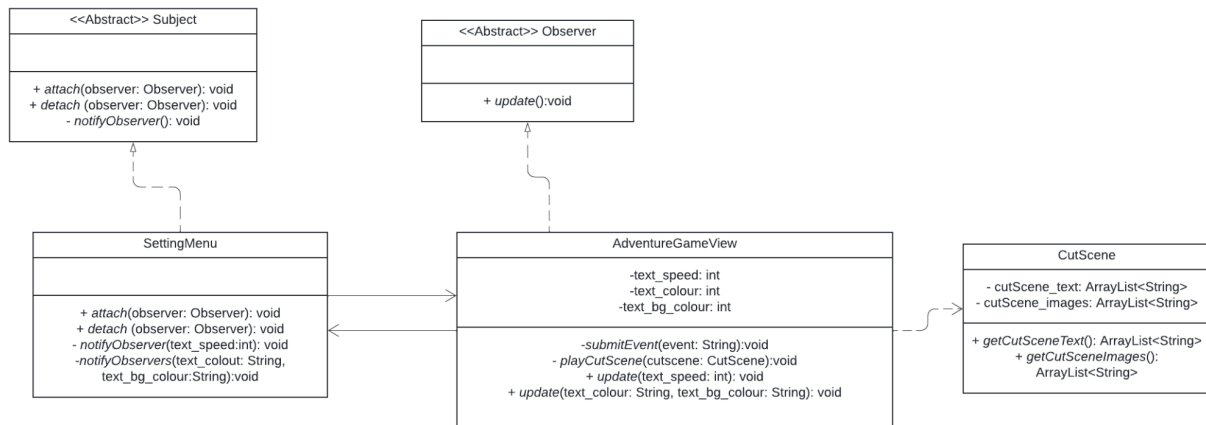 <<Abstract>> Subject
+ attach(observer: Observer): void
+ detach (observer: Observer): void
- notifyObserver(): void
<<Abstract>> Observer
+ update():void
SettingMenu
+ attach(observer: Observer): void
+ detach (observer: Observer): void
- notifyObserver(text_speed:int): void
-notifyObservers(text_colout: String,
text_bg_colour:String):void
AdventureGameView
-text_speed: int
-text_colour: int
-text_bg_colour: int
-submitEvent(event: String):void
- playCutScene(cutscene: CutScene):void
+ update(text_speed: int): void
+ update(text_colour: String, text_bg_colour: String): void
CutScene
- cutScene_text: ArrayList<String>
- cutScene_images: ArrayList<String>
+ getCutSceneText(): ArrayList<String>
+ getCutSceneImages():
ArrayList<String>